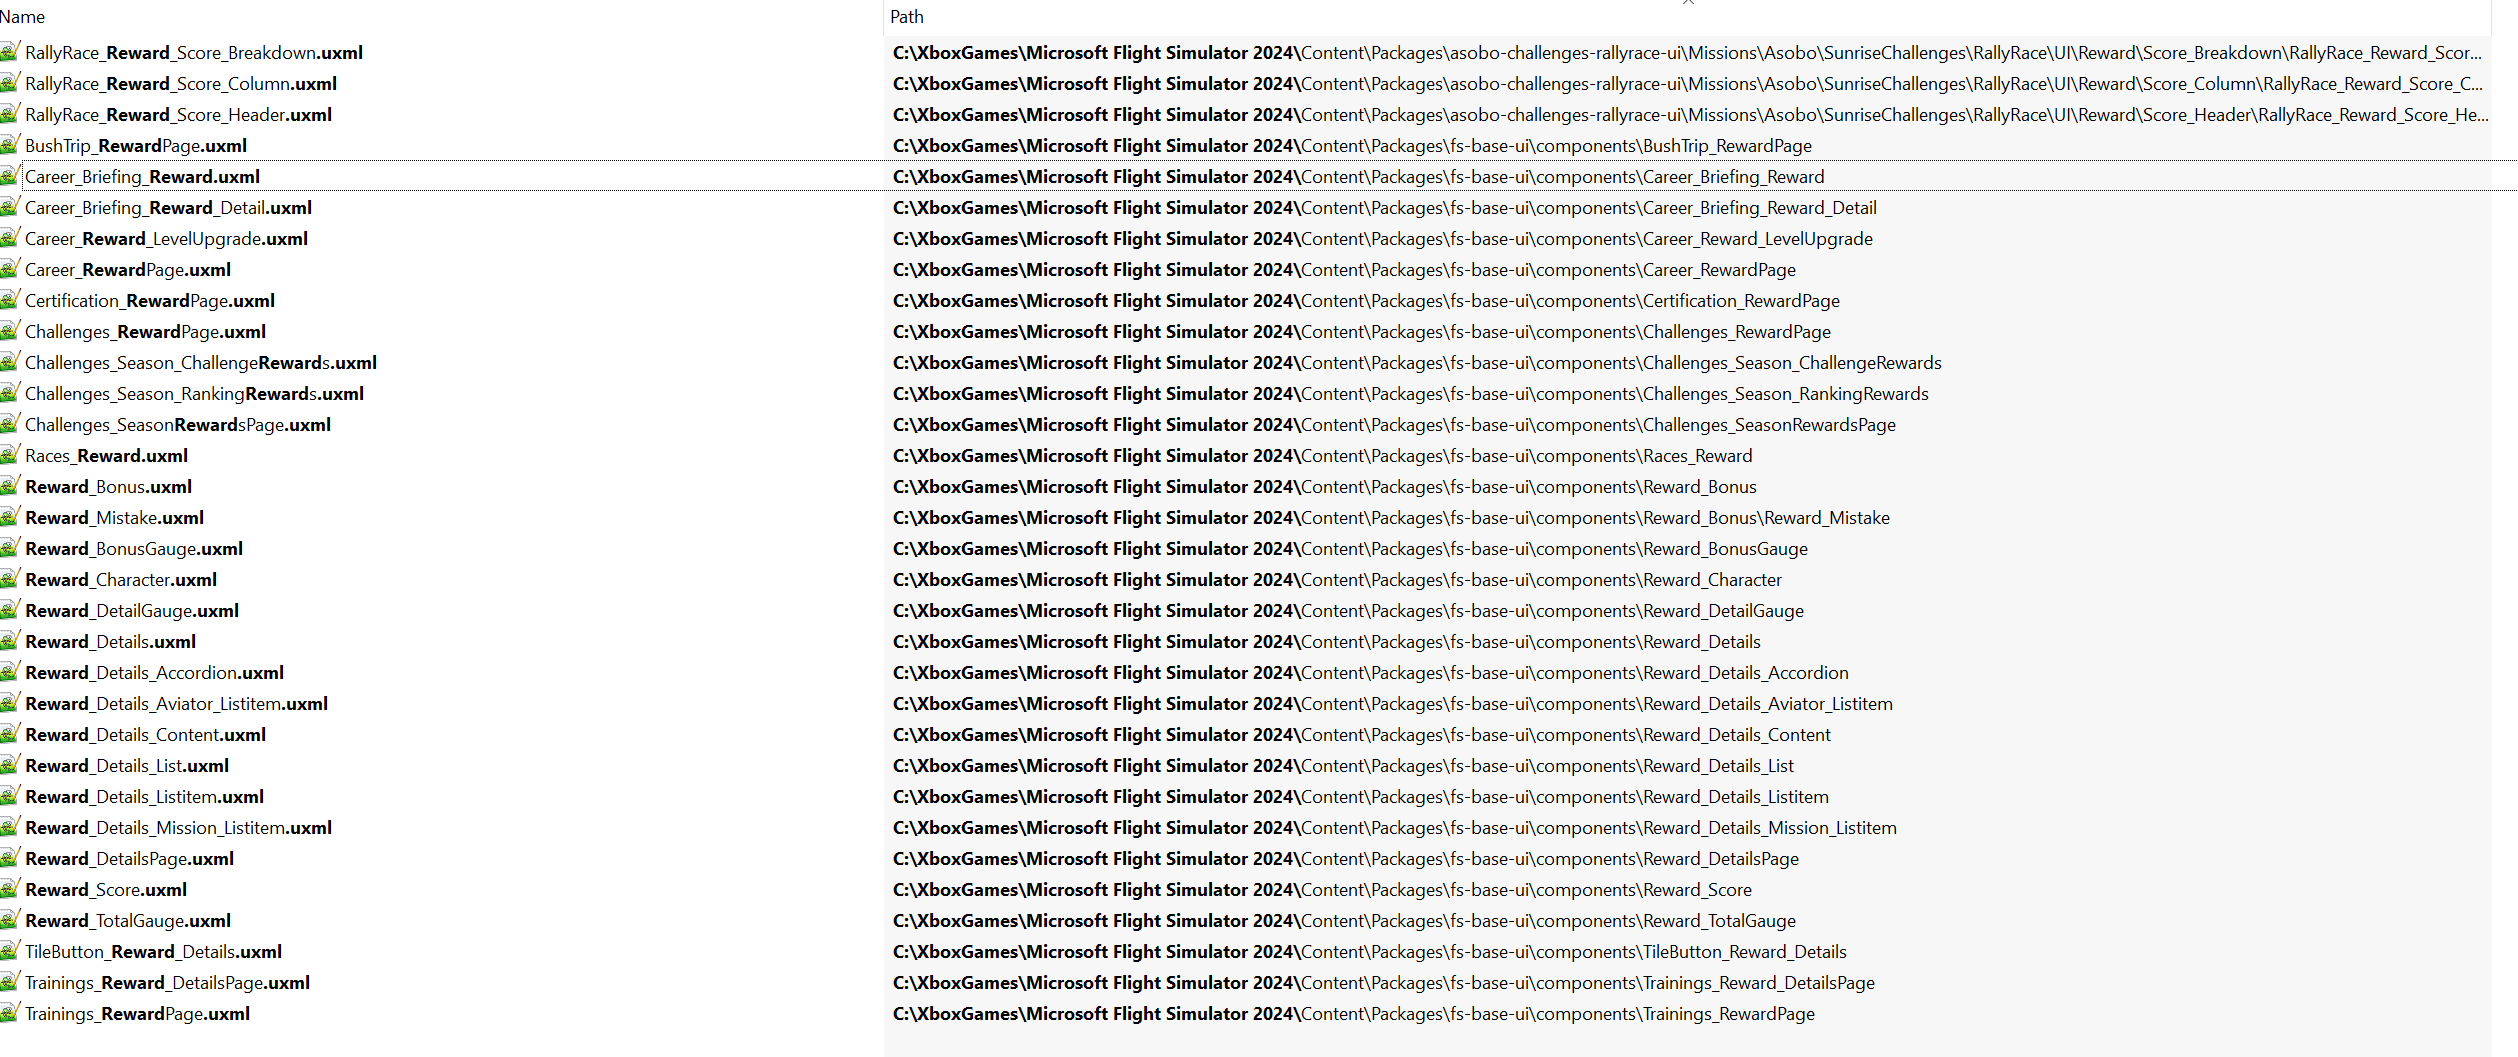 Name Path
RallyRace_Reward_Score_Breakdown.uxml C:\XboxGames\Microsoft Flight Simulator 2024\Content\Packages\asobo-challenges-rallyrace-ui\Missions\Asobo\SunriseChallenges\RallyRace\UI\Reward\Score_Breakdown\RallyRace_Reward_Scor...
RallyRace_Reward_Score_Column.uxml C:\XboxGames\Microsoft Flight Simulator 2024\Content\Packages\asobo-challenges-rallyrace-ui\Missions\Asobo\SunriseChallenges\RallyRace\UI\Reward\Score_Column\RallyRace_Reward_Score_C...
RallyRace_Reward_Score_Header.uxml C:\XboxGames\Microsoft Flight Simulator 2024\Content\Packages\asobo-challenges-rallyrace-ui\Missions\Asobo\SunriseChallenges\RallyRace\UI\Reward\Score_Header\RallyRace_Reward_Score_He...
BushTrip_RewardPage.uxml C:\XboxGames\Microsoft Flight Simulator 2024\Content\Packages\fs-base-ui\components\BushTrip_RewardPage
Career_Briefing_Reward.uxml C:\XboxGames\Microsoft Flight Simulator 2024\Content\Packages\fs-base-ui\components\Career_Briefing_Reward
Career_Briefing_Reward_Detail.uxml C:\XboxGames\Microsoft Flight Simulator 2024\Content\Packages\fs-base-ui\components\Career_Briefing_Reward_Detail
Career_Reward_LevelUpgrade.uxml C:\XboxGames\Microsoft Flight Simulator 2024\Content\Packages\fs-base-ui\components\Career_Reward_LevelUpgrade
Career_RewardPage.uxml C:\XboxGames\Microsoft Flight Simulator 2024\Content\Packages\fs-base-ui\components\Career_RewardPage
Certification_RewardPage.uxml C:\XboxGames\Microsoft Flight Simulator 2024\Content\Packages\fs-base-ui\components\Certification_RewardPage
Challenges_RewardPage.uxml C:\XboxGames\Microsoft Flight Simulator 2024\Content\Packages\fs-base-ui\components\Challenges_RewardPage
Challenges_Season_ChallengeRewards.uxml C:\XboxGames\Microsoft Flight Simulator 2024\Content\Packages\fs-base-ui\components\Challenges_Season_ChallengeRewards
Challenges_Season_RankingRewards.uxml C:\XboxGames\Microsoft Flight Simulator 2024\Content\Packages\fs-base-ui\components\Challenges_Season_RankingRewards
Challenges_SeasonRewardsPage.uxml C:\XboxGames\Microsoft Flight Simulator 2024\Content\Packages\fs-base-ui\components\Challenges_SeasonRewardsPage
Races_Reward.uxml C:\XboxGames\Microsoft Flight Simulator 2024\Content\Packages\fs-base-ui\components\Races_Reward
Reward_Bonus.uxml C:\XboxGames\Microsoft Flight Simulator 2024\Content\Packages\fs-base-ui\components\Reward_Bonus
Reward_Mistake.uxml C:\XboxGames\Microsoft Flight Simulator 2024\Content\Packages\fs-base-ui\components\Reward_Bonus\Reward_Mistake
Reward_BonusGauge.uxml C:\XboxGames\Microsoft Flight Simulator 2024\Content\Packages\fs-base-ui\components\Reward_BonusGauge
Reward_Character.uxml C:\XboxGames\Microsoft Flight Simulator 2024\Content\Packages\fs-base-ui\components\Reward_Character
Reward_DetailGauge.uxml C:\XboxGames\Microsoft Flight Simulator 2024\Content\Packages\fs-base-ui\components\Reward_DetailGauge
Reward_Details.uxml C:\XboxGames\Microsoft Flight Simulator 2024\Content\Packages\fs-base-ui\components\Reward_Details
Reward_Details_Accordion.uxml C:\XboxGames\Microsoft Flight Simulator 2024\Content\Packages\fs-base-ui\components\Reward_Details_Accordion
Reward_Details_Aviator_Listitem.uxml C:\XboxGames\Microsoft Flight Simulator 2024\Content\Packages\fs-base-ui\components\Reward_Details_Aviator_Listitem
Reward_Details_Content.uxml C:\XboxGames\Microsoft Flight Simulator 2024\Content\Packages\fs-base-ui\components\Reward_Details_Content
Reward_Details_List.uxml C:\XboxGames\Microsoft Flight Simulator 2024\Content\Packages\fs-base-ui\components\Reward_Details_List
Reward_Details_Listitem.uxml C:\XboxGames\Microsoft Flight Simulator 2024\Content\Packages\fs-base-ui\components\Reward_Details_Listitem
Reward_Details_Mission_Listitem.uxml C:\XboxGames\Microsoft Flight Simulator 2024\Content\Packages\fs-base-ui\components\Reward_Details_Mission_Listitem
Reward_DetailsPage.uxml C:\XboxGames\Microsoft Flight Simulator 2024\Content\Packages\fs-base-ui\components\Reward_DetailsPage
Reward_Score.uxml C:\XboxGames\Microsoft Flight Simulator 2024\Content\Packages\fs-base-ui\components\Reward_Score
Reward_TotalGauge.uxml C:\XboxGames\Microsoft Flight Simulator 2024\Content\Packages\fs-base-ui\components\Reward_TotalGauge
TileButton_Reward_Details.uxml C:\XboxGames\Microsoft Flight Simulator 2024\Content\Packages\fs-base-ui\components\TileButton_Reward_Details
Trainings_Reward_DetailsPage.uxml C:\XboxGames\Microsoft Flight Simulator 2024\Content\Packages\fs-base-ui\components\Trainings_Reward_DetailsPage
Trainings_RewardPage.uxml C:\XboxGames\Microsoft Flight Simulator 2024\Content\Packages\fs-base-ui\components\Trainings_RewardPage